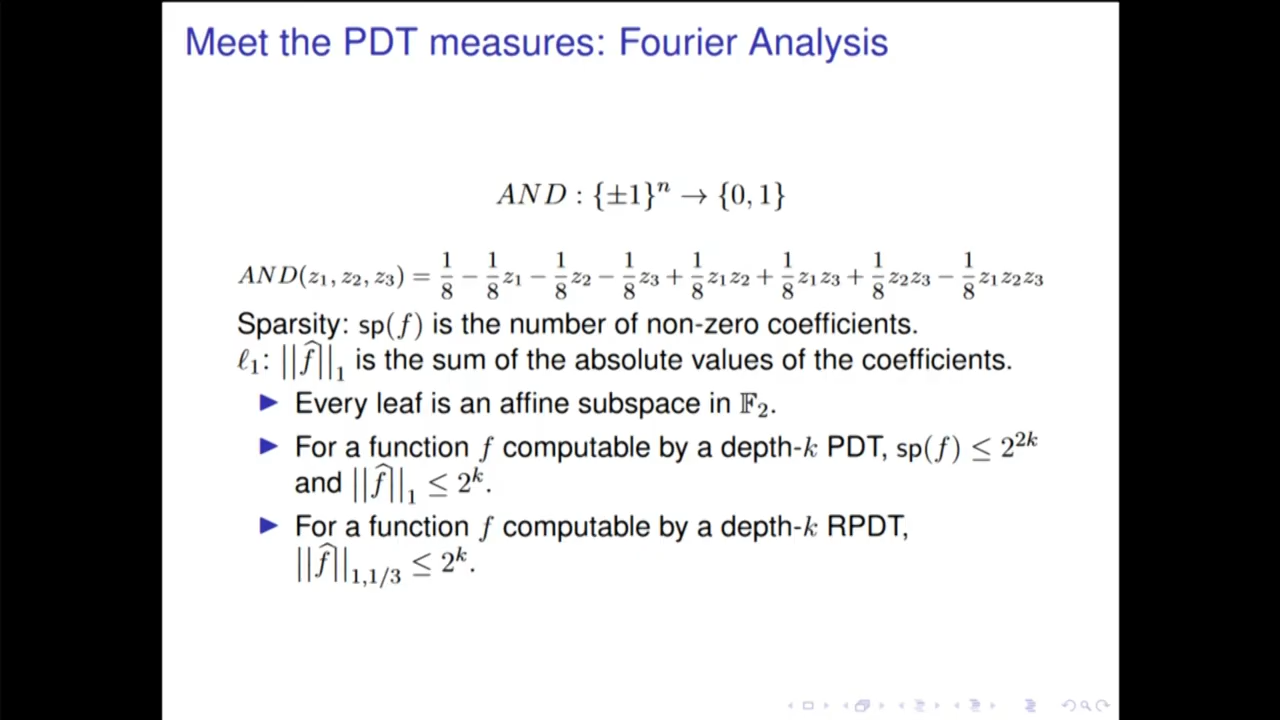 Meet the PDT measures: Fourier Analysis
AND : {±1}ⁿ → {0, 1}
AND(z₁, z₂, z₃) = 1/8 − 1/8 z₁ − 1/8 z₂ − 1/8 z₃ + 1/8 z₁z₂ + 1/8 z₁z₃ + 1/8 z₂z₃ − 1/8 z₁z₂z₃
Sparsity: sp(f) is the number of non-zero coefficients.
ℓ₁: ||f̂||₁ is the sum of the absolute values of the coefficients.
▶ Every leaf is an affine subspace in 𝔽₂.
▶ For a function f computable by a depth-k PDT, sp(f) ≤ 2²ᵏ
and ||f̂||₁ ≤ 2ᵏ.
▶ For a function f computable by a depth-k RPDT,
||f̂||₁,₁/₃ ≤ 2ᵏ.